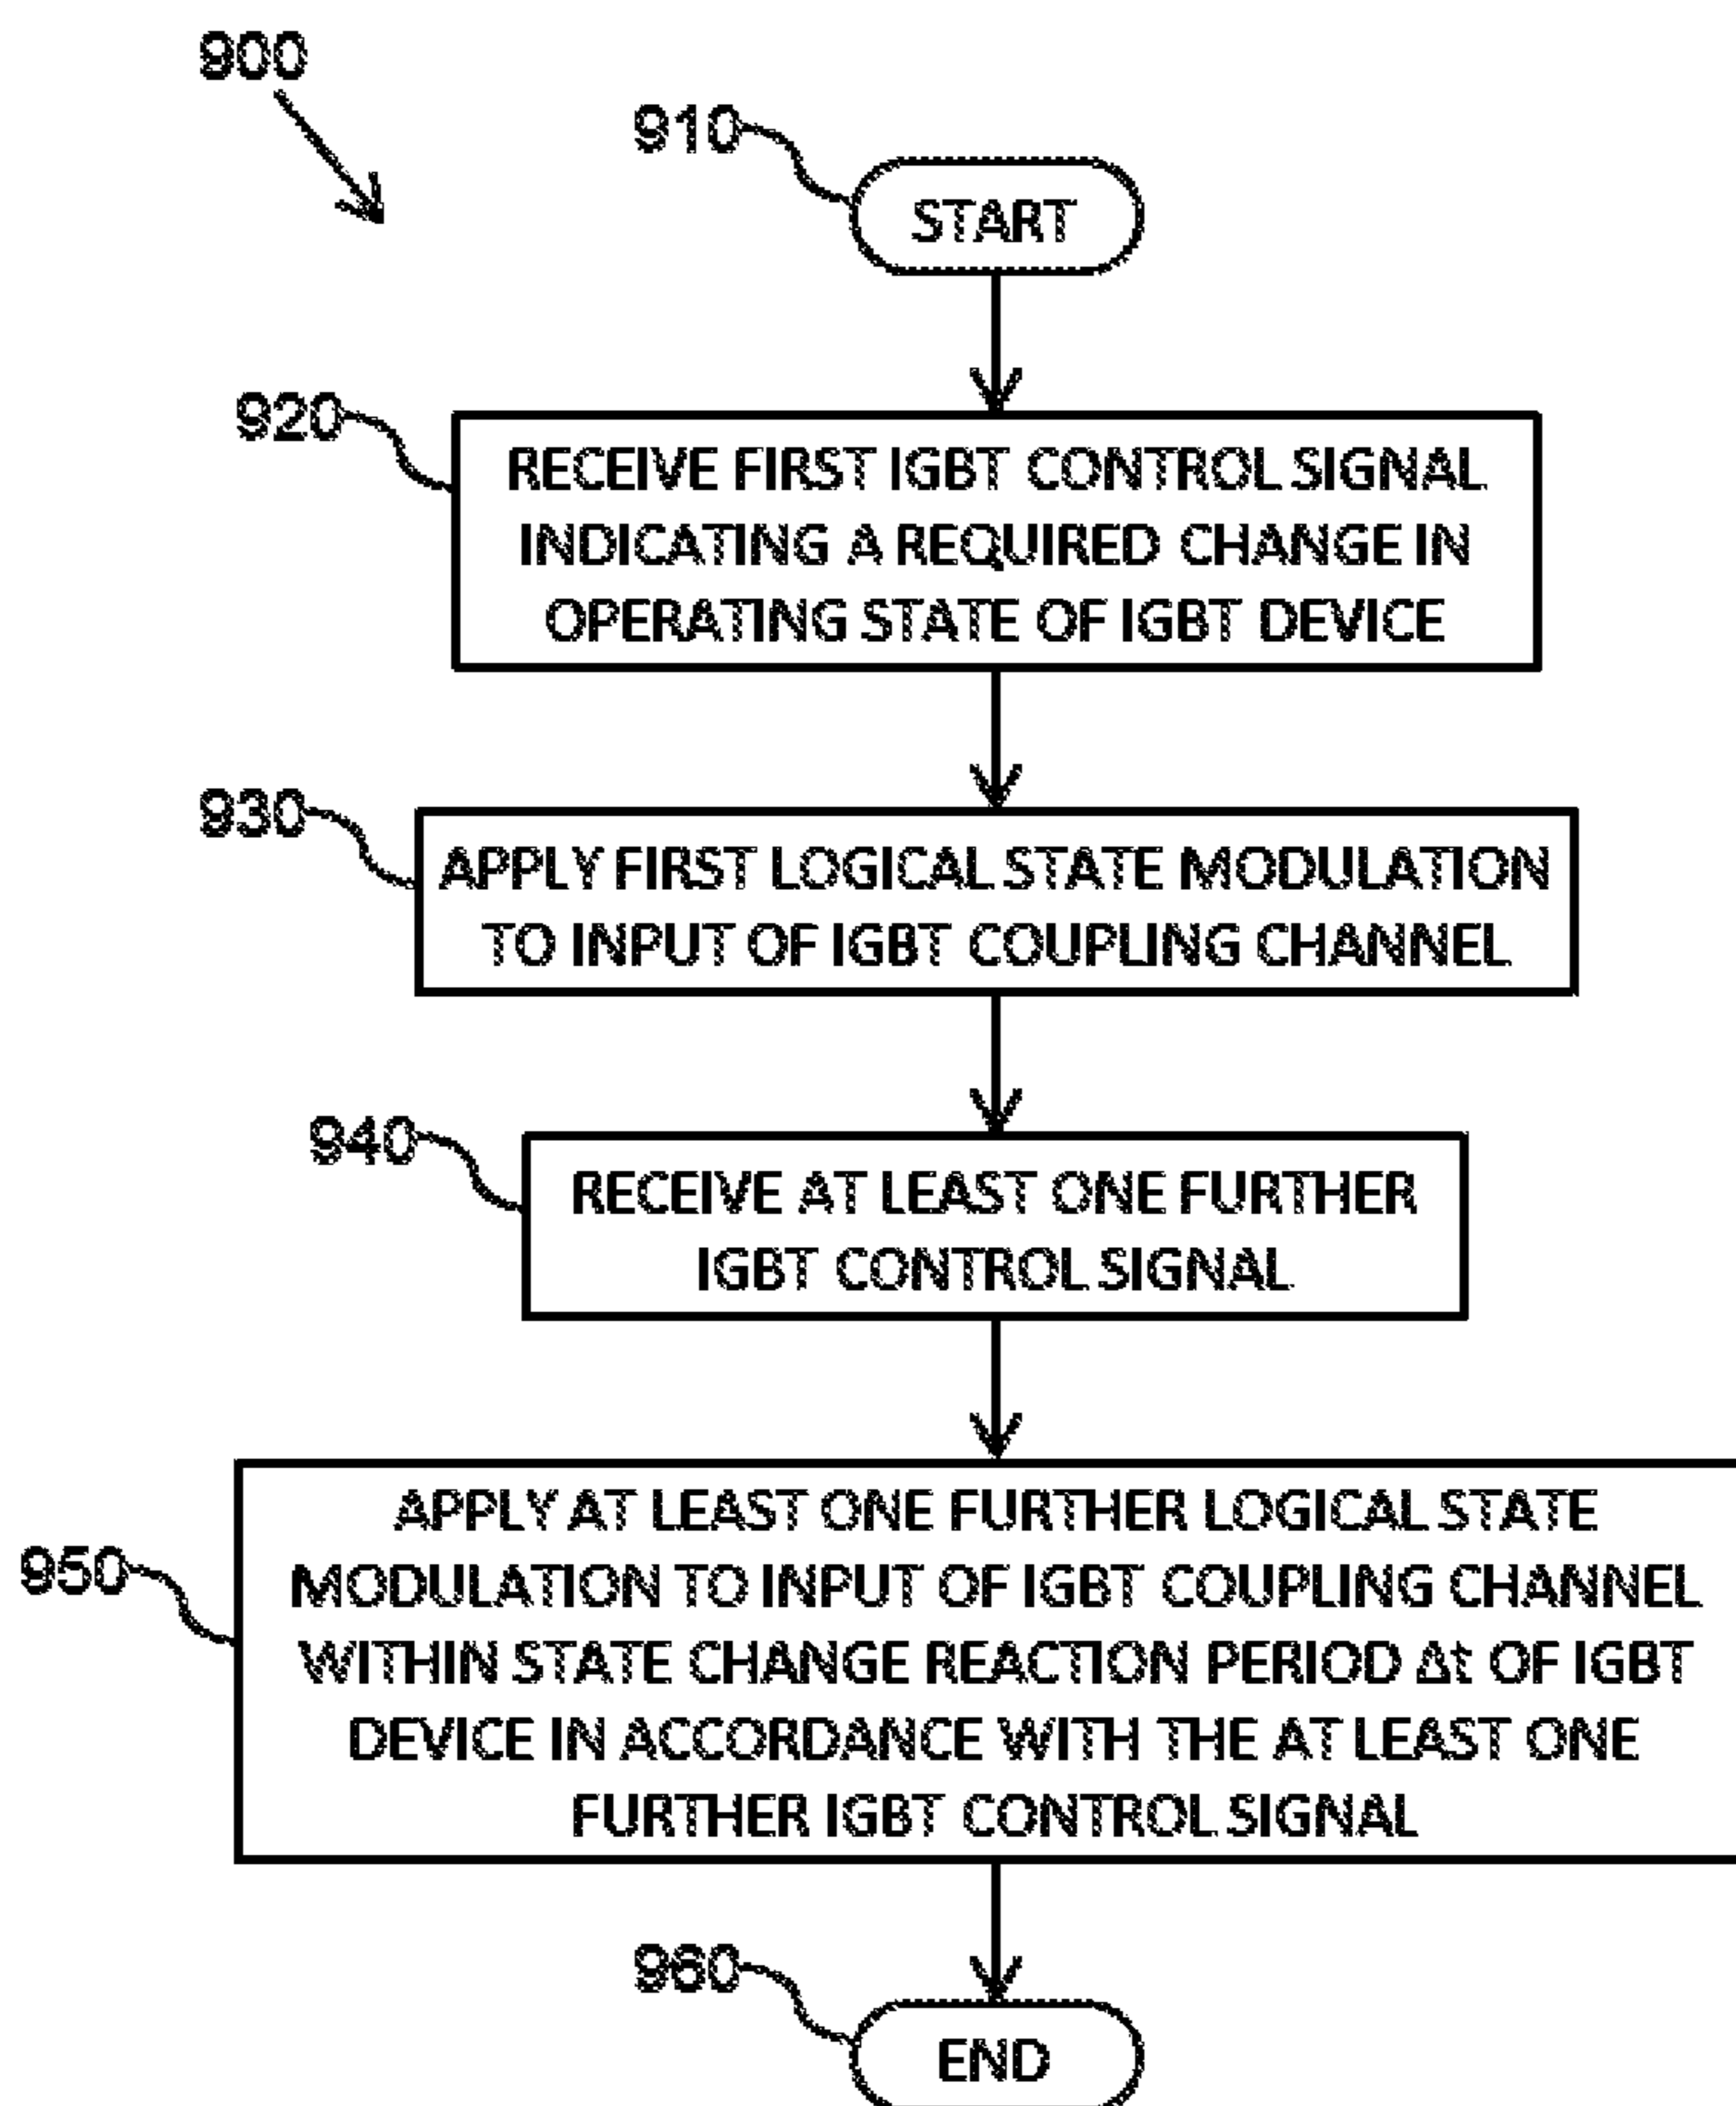 900
910
START
920
RECEIVE FIRST IGBT CONTROL SIGNAL
INDICATING A REQUIRED CHANGE IN
OPERATING STATE OF IGBT DEVICE
930
APPLY FIRST LOGICAL STATE MODULATION
TO INPUT OF IGBT COUPLING CHANNEL
940
RECEIVE AT LEAST ONE FURTHER
IGBT CONTROL SIGNAL
950
APPLY AT LEAST ONE FURTHER LOGICAL STATE
MODULATION TO INPUT OF IGBT COUPLING CHANNEL
WITHIN STATE CHANGE REACTION PERIOD Δt OF IGBT
DEVICE IN ACCORDANCE WITH THE AT LEAST ONE
FURTHER IGBT CONTROL SIGNAL
960
END